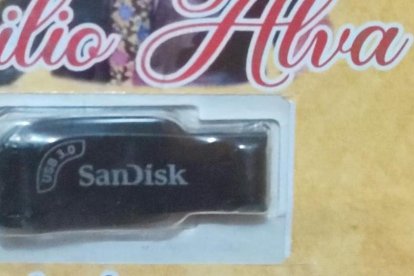 ilio Alva
USB 3.0
SanDisk